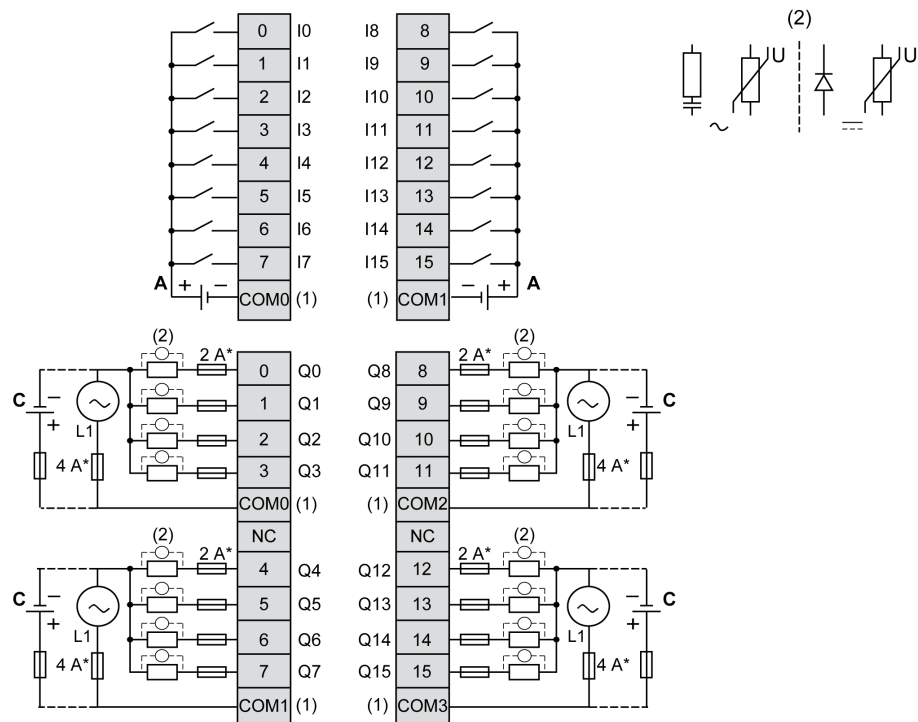 (2)
0 I0 I8 8
1 I1 I9 9
2 I2 I10 10
3 I3 I11 11
4 I4 I12 12
5 I5 I13 13
6 I6 I14 14
7 I7 I15 15
A + − COM0 (1) (1) COM1 − + A
U U
(2) 2 A* 0 Q0 Q8 8 2 A* (2)
C − + L1 1 Q1 Q9 9 L1 − + C
2 Q2 Q10 10
4 A* 3 Q3 Q11 11 4 A*
COM0 (1) (1) COM2
NC NC
(2) 2 A* 4 Q4 Q12 12 2 A* (2)
C − + L1 5 Q5 Q13 13 L1 − + C
6 Q6 Q14 14
4 A* 7 Q7 Q15 15 4 A*
COM1 (1) (1) COM3